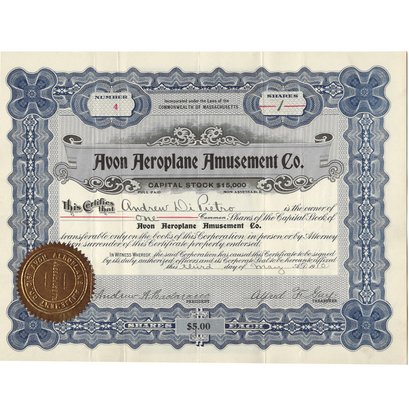 NUMBER
4
Incorporated under the Laws of the
COMMONWEALTH OF MASSACHUSETTS
SHARES
1
Avon Aeroplane Amusement Co.
CAPITAL STOCK $15,000
FULL PAID
NON-ASSESSABLE
This Certifies that Andrew Di Pietro is the owner of
One Common Shares of the Capital Stock of
Avon Aeroplane Amusement Co.
transferable only on the books of this Corporation, in person or by Attorney
on surrender of this Certificate properly endorsed.
IN WITNESS WHEREOF, the said Corporation has caused this Certificate to be signed
by its duly authorized officers and its Corporate Seal to be hereunto affixed
this third day of May
Andrew
PRESIDENT
Alfred F.
TREASURER
SHARES $5.00 EACH